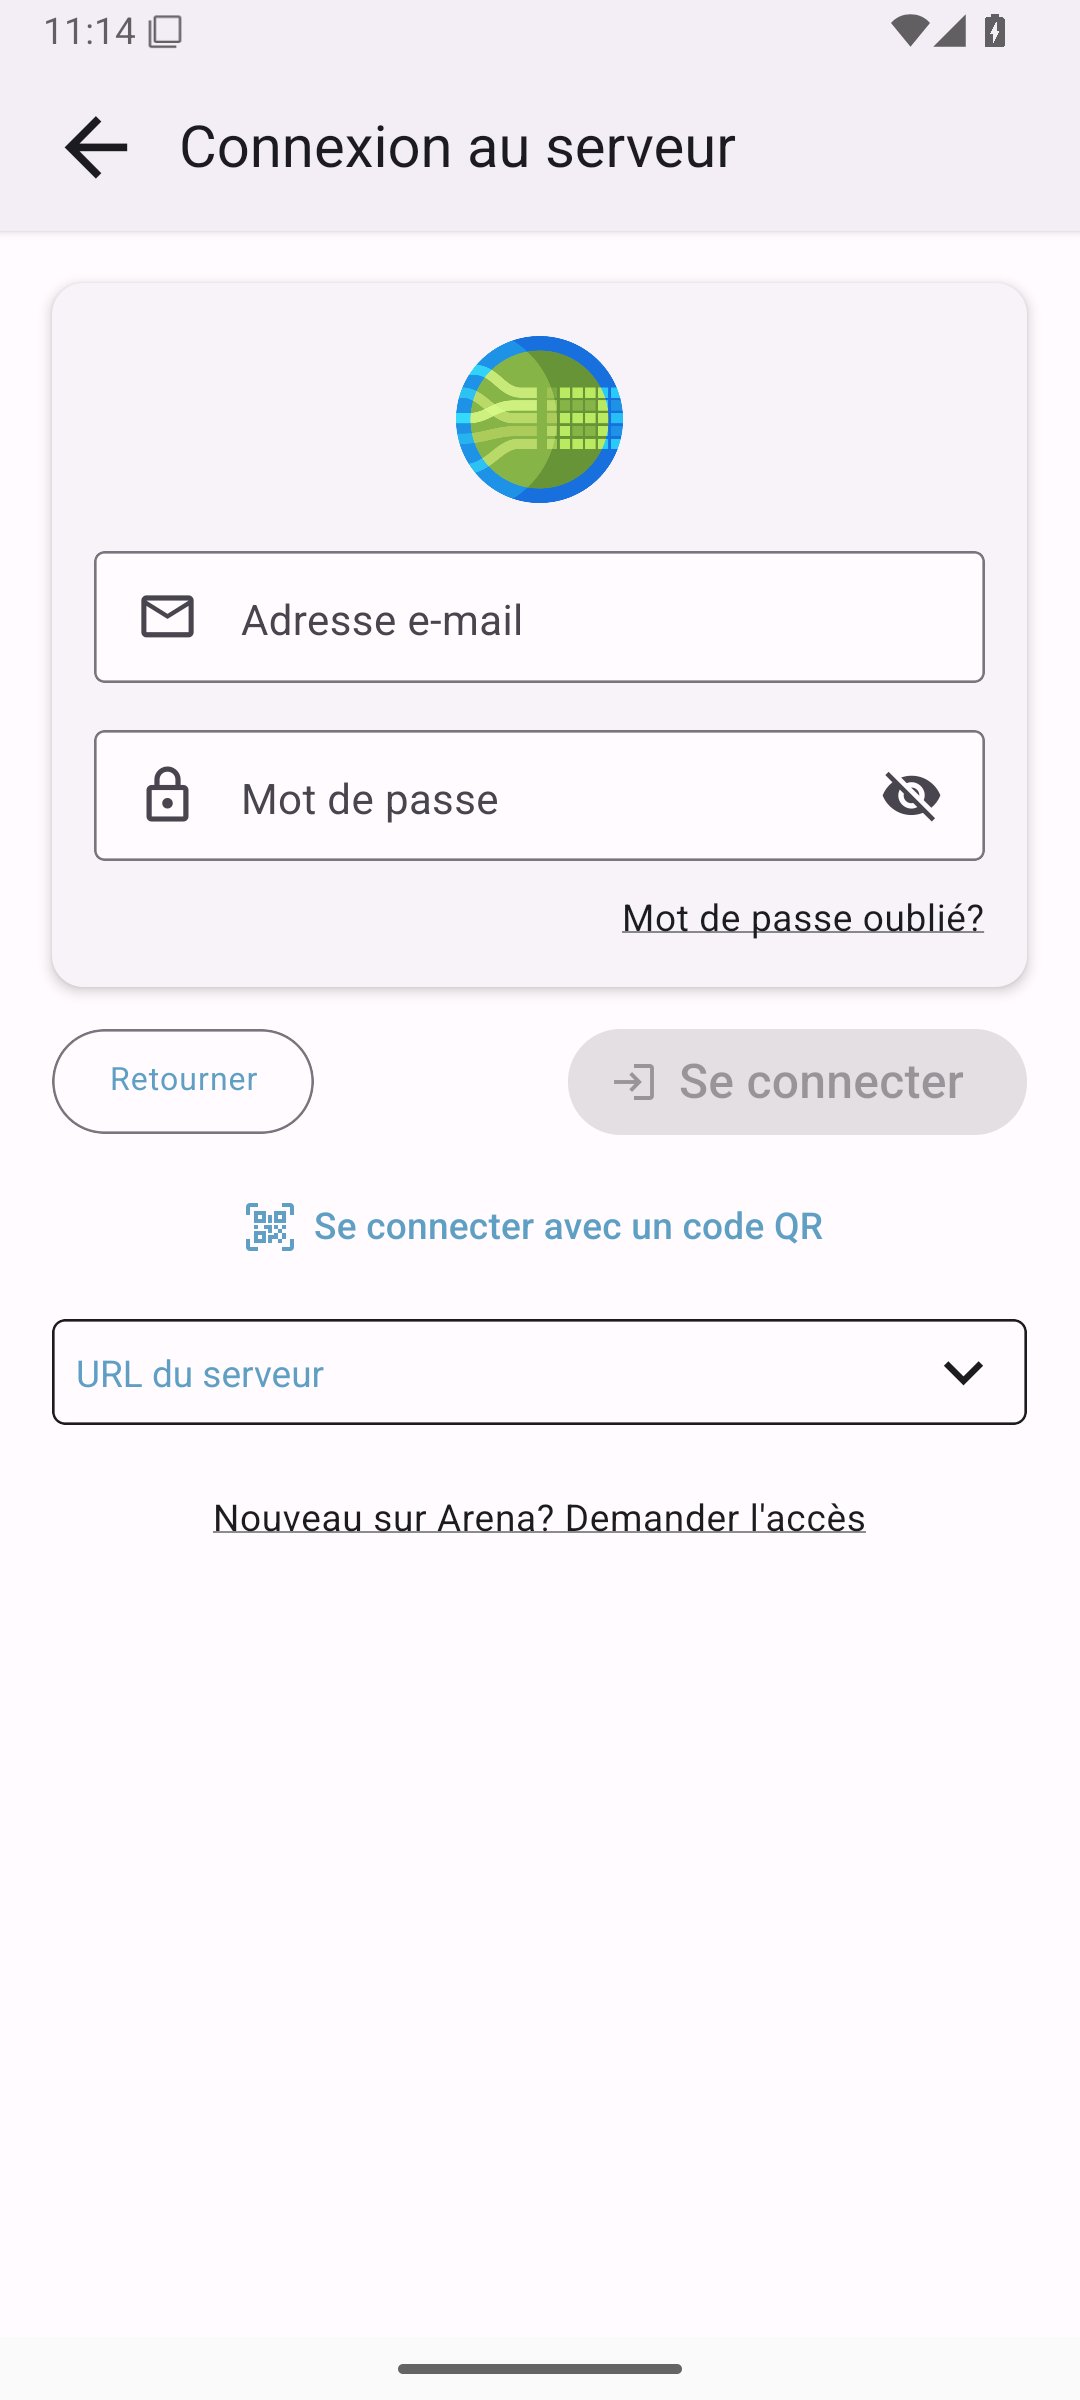 11:14
Connexion au serveur
Adresse e-mail
Mot de passe
Mot de passe oublié?
Retourner
Se connecter
Se connecter avec un code QR
URL du serveur
Nouveau sur Arena? Demander l'accès